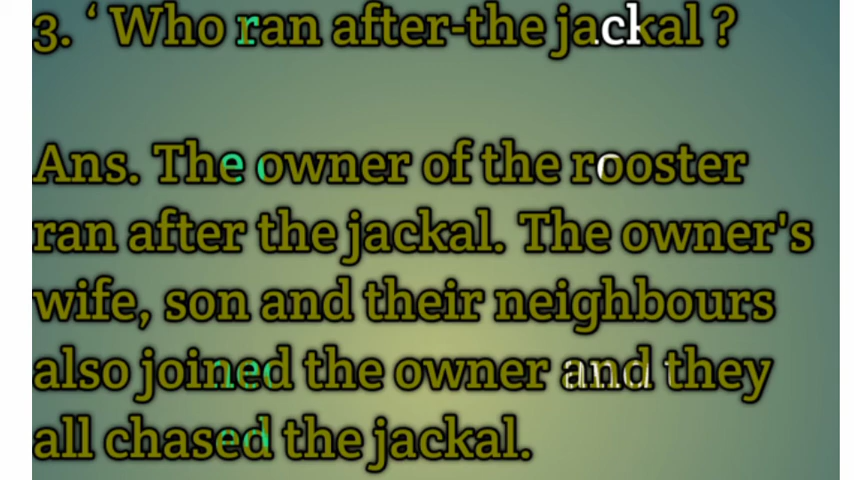 3. ‘ Who ran after-the jackal ?
Ans. The owner of the rooster
ran after the jackal. The owner's
wife, son and their neighbours
also joined the owner and they
all chased the jackal.